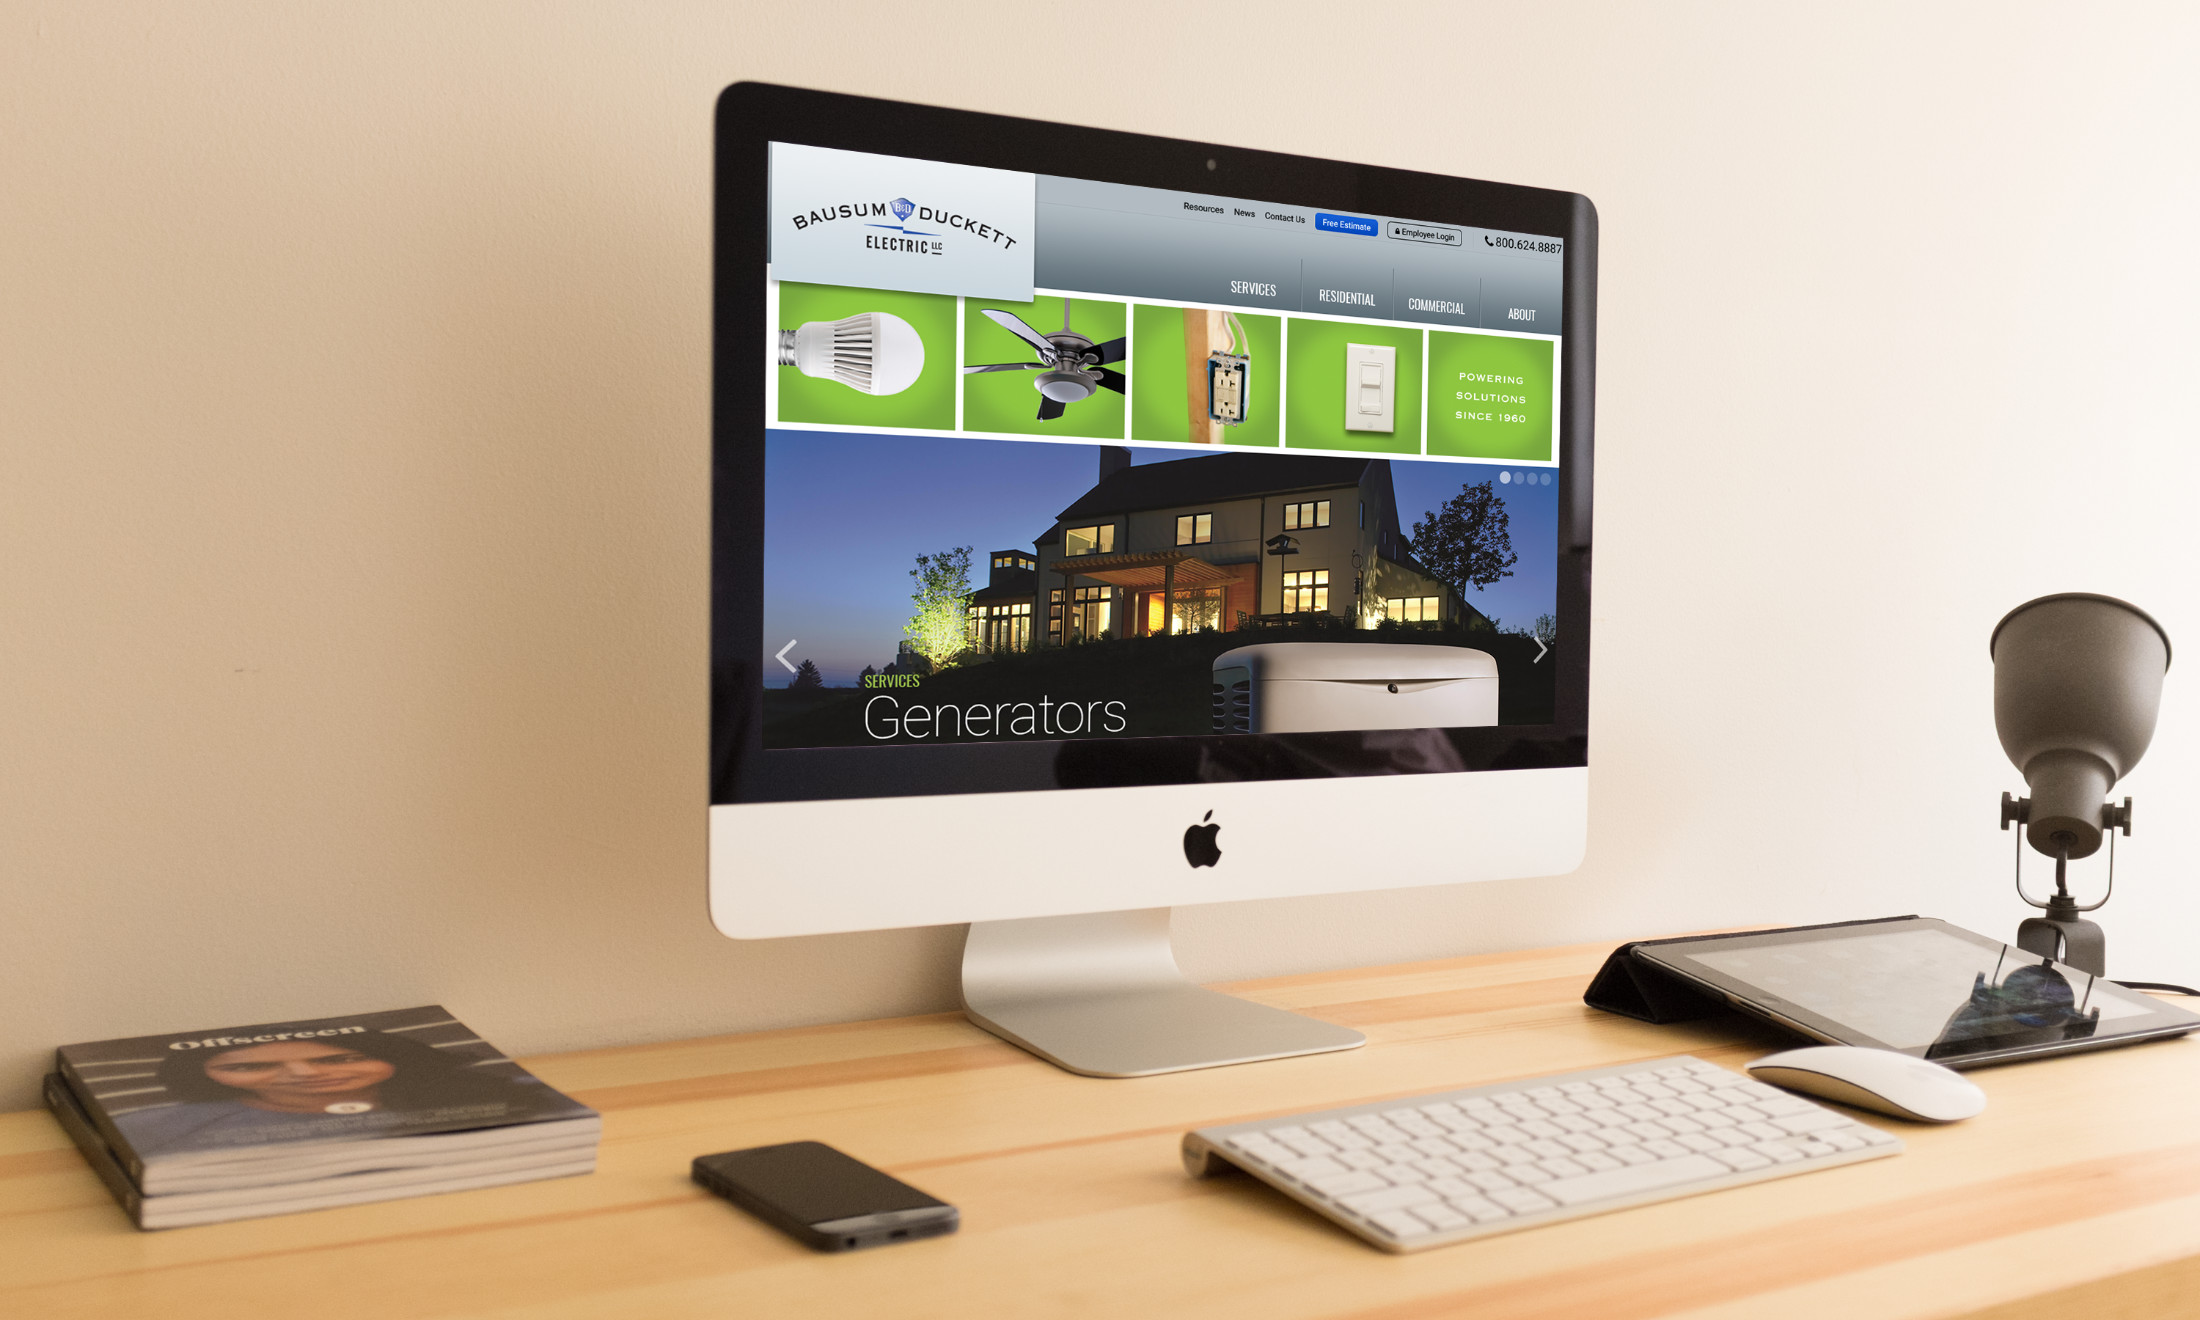 BAUSUM B&D DUCKETT
ELECTRIC LLC
Resources News Contact Us Free Estimate Employee Login 800.624.8887
SERVICES RESIDENTIAL COMMERCIAL ABOUT
POWERING
SOLUTIONS
SINCE 1960
SERVICES
Generators
Offscreen